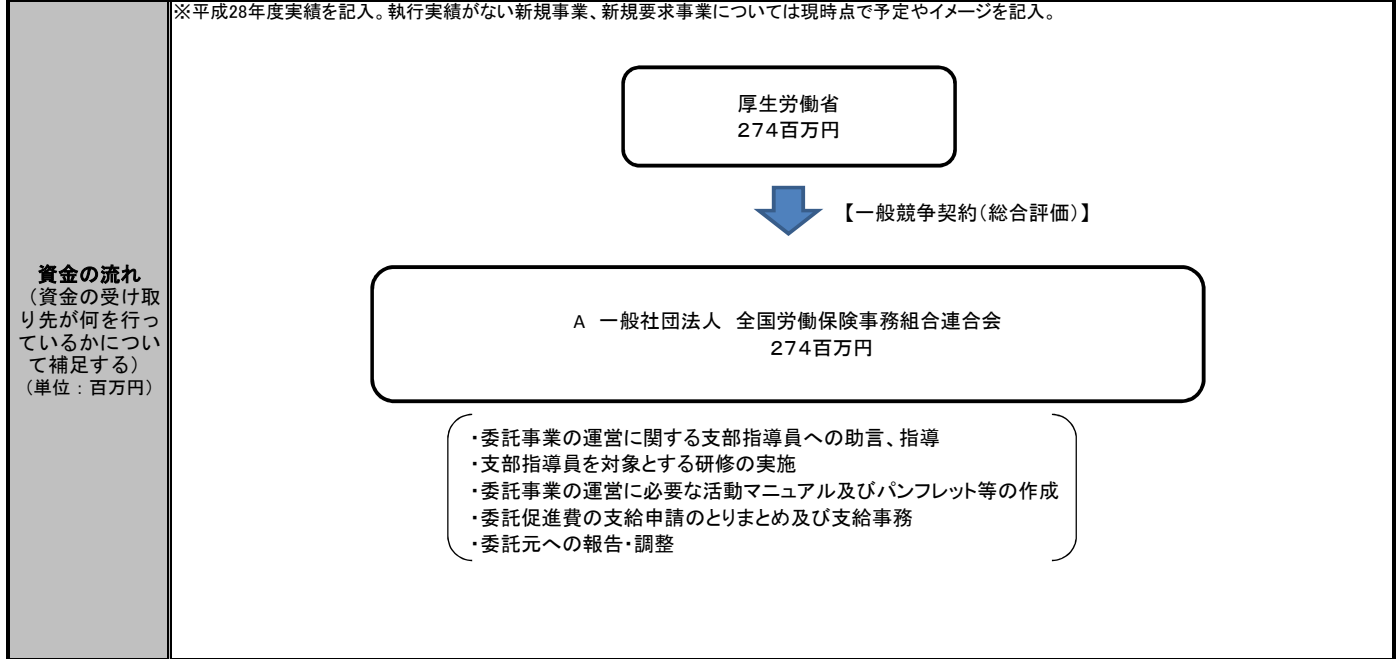 ※平成28年度実績を記入。執行実績がない新規事業、新規要求事業については現時点で予定やイメージを記入。
厚生労働省
274百万円
【一般競争契約(総合評価)】
資金の流れ
(資金の受け取
り先が何を行っ
ているかについ
て補足する)
(単位:百万円)
A 一般社団法人 全国労働保険事務組合連合会
274百万円
・委託事業の運営に関する支部指導員への助言、指導
・支部指導員を対象とする研修の実施
・委託事業の運営に必要な活動マニュアル及びパンフレット等の作成
・委託促進費の支給申請のとりまとめ及び支給事務
・委託元への報告・調整